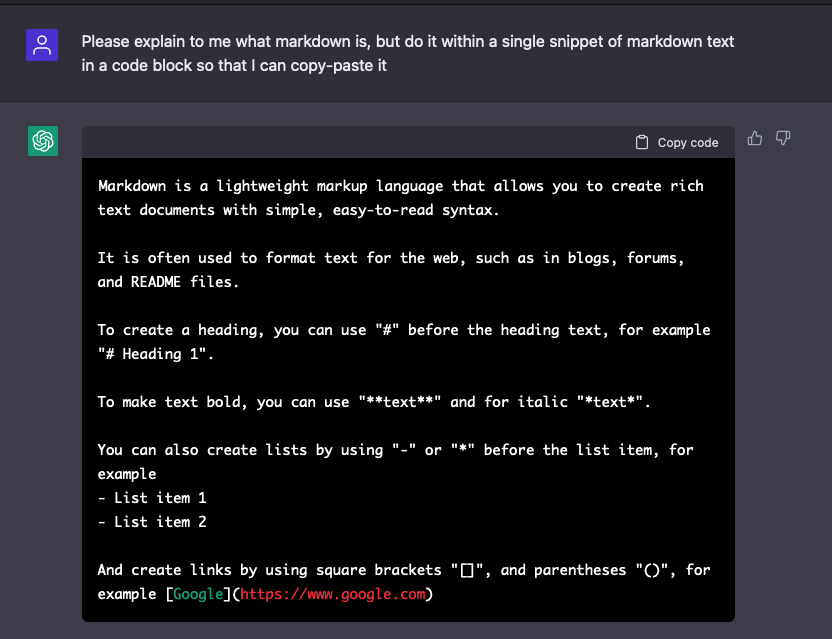 Please explain to me what markdown is, but do it within a single snippet of markdown text
in a code block so that I can copy-paste it
Copy code
Markdown is a lightweight markup language that allows you to create rich
text documents with simple, easy-to-read syntax.
It is often used to format text for the web, such as in blogs, forums,
and README files.
To create a heading, you can use "#" before the heading text, for example
"# Heading 1".
To make text bold, you can use "**text**" and for italic "*text*".
You can also create lists by using "-" or "*" before the list item, for
example
- List item 1
- List item 2
And create links by using square brackets "[]", and parentheses "()", for
example [Google](https://www.google.com)